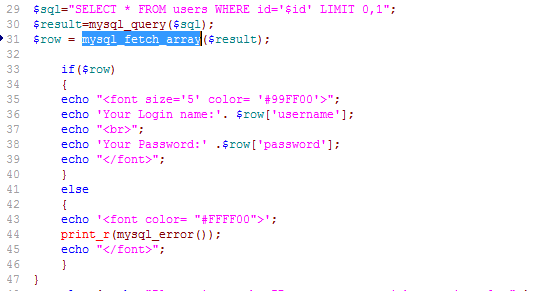 29 $sql="SELECT * FROM users WHERE id='$id' LIMIT 0,1";
30 $result=mysql_query($sql);
31 $row = mysql_fetch_array($result);
32
33 if($row)
34 {
35 echo "<font size='5' color= '#99FF00'>";
36 echo 'Your Login name:'. $row['username'];
37 echo "<br>";
38 echo 'Your Password:' .$row['password'];
39 echo "</font>";
40 }
41 else
42 {
43 echo '<font color= "#FFFF00">';
44 print_r(mysql_error());
45 echo "</font>";
46 }
47 }